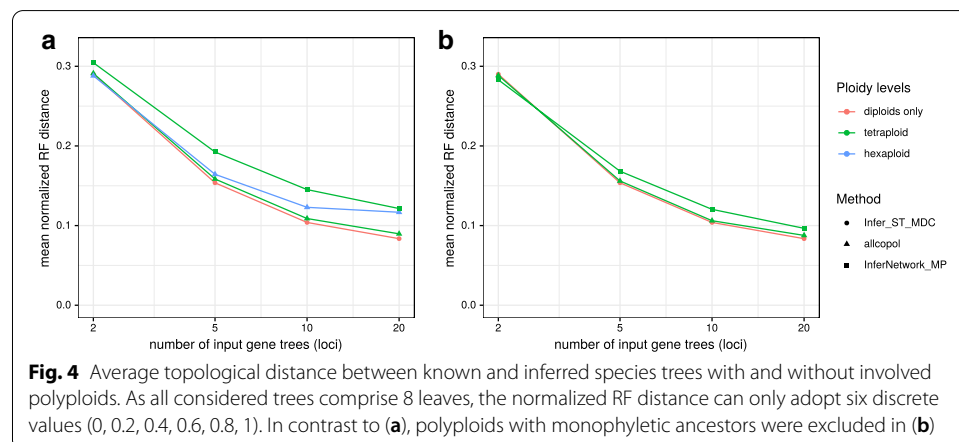 a
b
0.3
0.2
0.1
0.0
mean normalized RF distance
2
5
10
20
number of input gene trees (loci)
0.3
0.2
0.1
0.0
mean normalized RF distance
2
5
10
20
number of input gene trees (loci)
Ploidy levels
diploids only
tetraploid
hexaploid
Method
Infer_ST_MDC
allcopol
InferNetwork_MP
Fig. 4 Average topological distance between known and inferred species trees with and without involved
polyploids. As all considered trees comprise 8 leaves, the normalized RF distance can only adopt six discrete
values (0, 0.2, 0.4, 0.6, 0.8, 1). In contrast to (a), polyploids with monophyletic ancestors were excluded in (b)